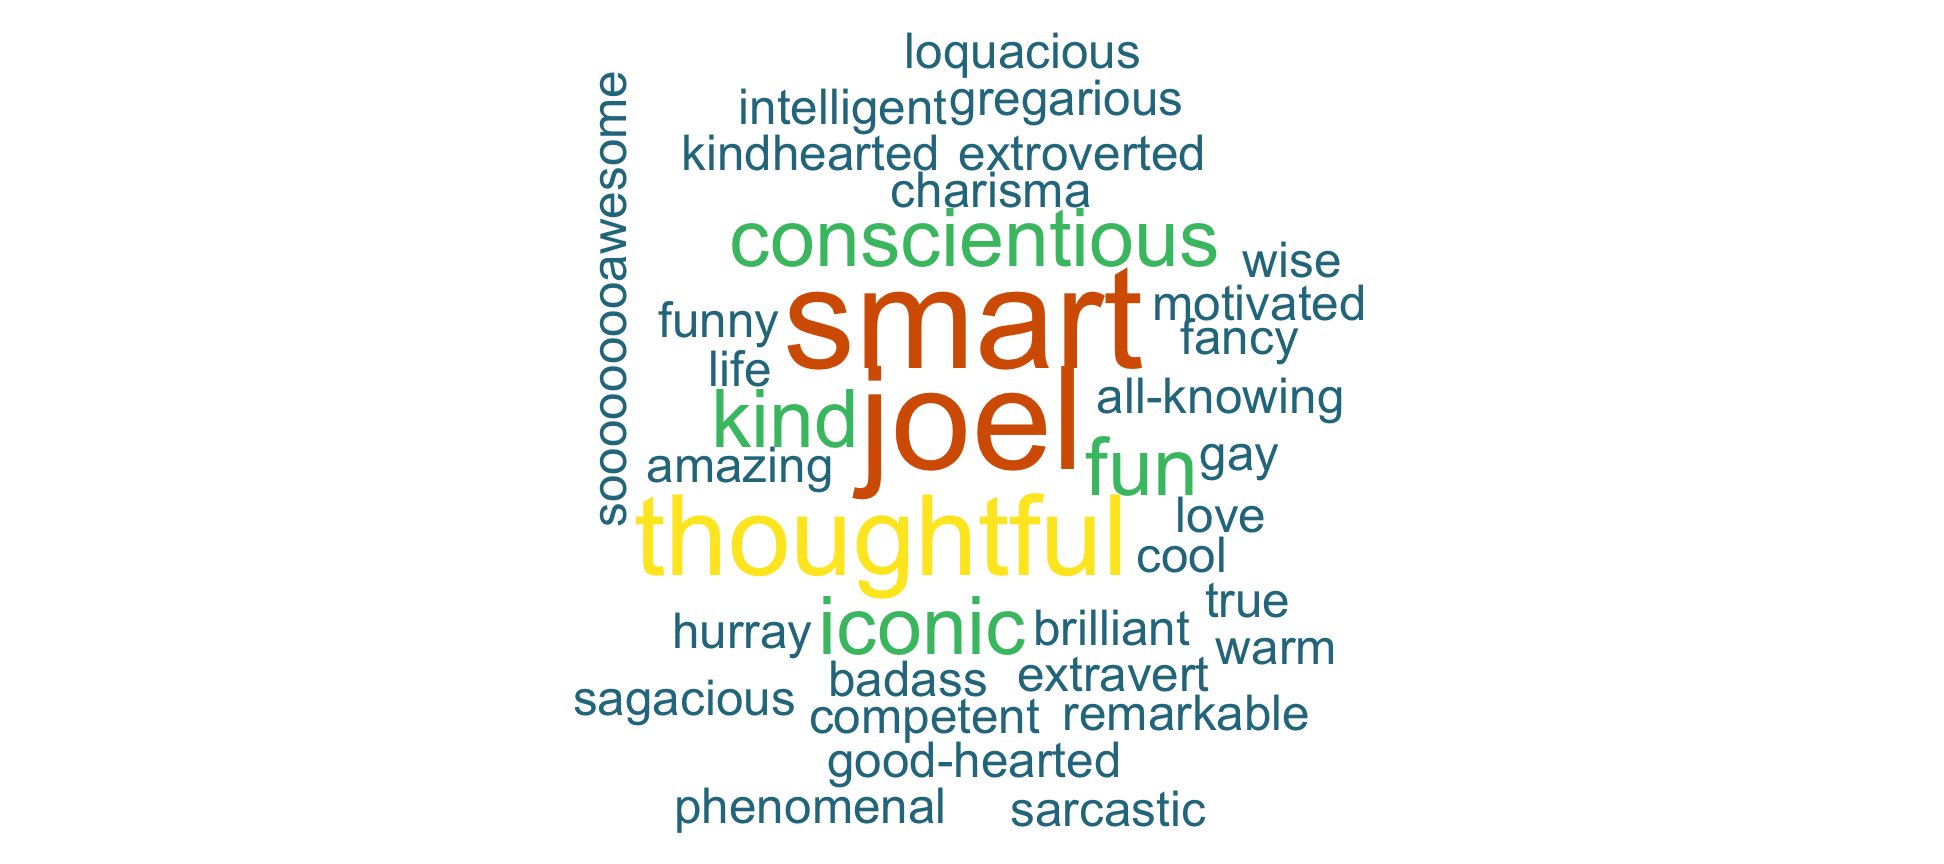 loquacious
intelligent gregarious
kindhearted extroverted
charisma
conscientious
wise
smart
motivated
funny
fancy
life
joel
all-knowing
kind
fun
gay
amazing
soooooooooawesome
thoughtful
love
cool
true
hurray
iconic
brilliant
warm
badass
extravert
sagacious
competent
remarkable
good-hearted
phenomenal
sarcastic